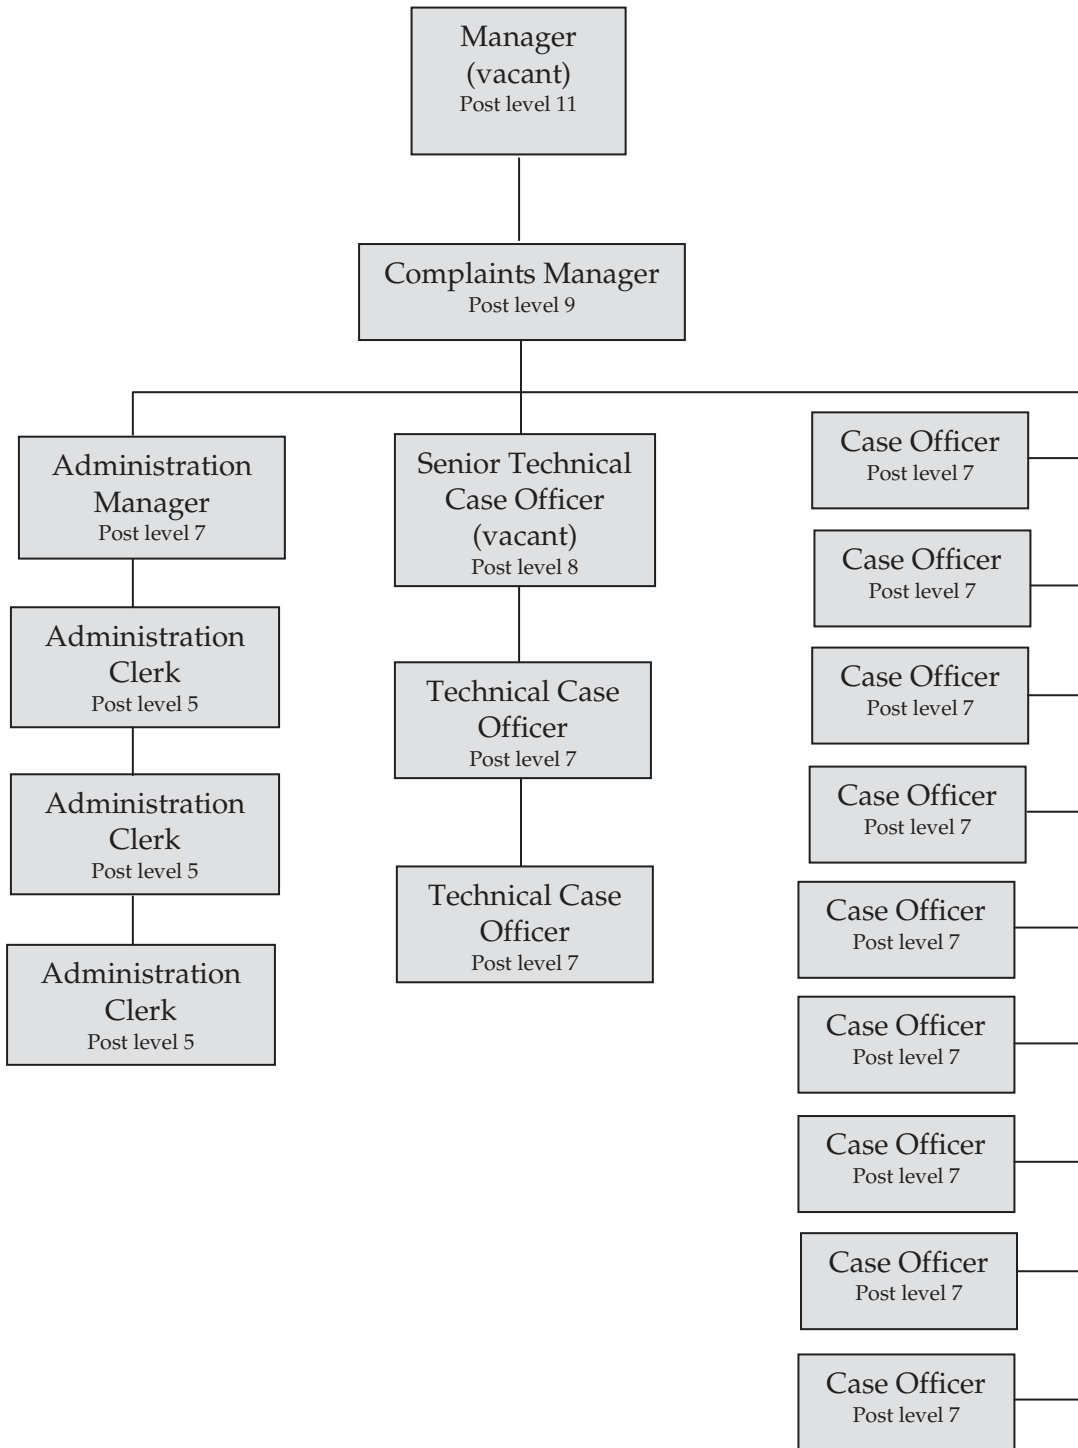 Manager
(vacant)
Post level 11
Complaints Manager
Post level 9
Administration
Manager
Post level 7
Administration
Clerk
Post level 5
Administration
Clerk
Post level 5
Administration
Clerk
Post level 5
Senior Technical
Case Officer
(vacant)
Post level 8
Technical Case
Officer
Post level 7
Technical Case
Officer
Post level 7
Case Officer
Post level 7
Case Officer
Post level 7
Case Officer
Post level 7
Case Officer
Post level 7
Case Officer
Post level 7
Case Officer
Post level 7
Case Officer
Post level 7
Case Officer
Post level 7
Case Officer
Post level 7